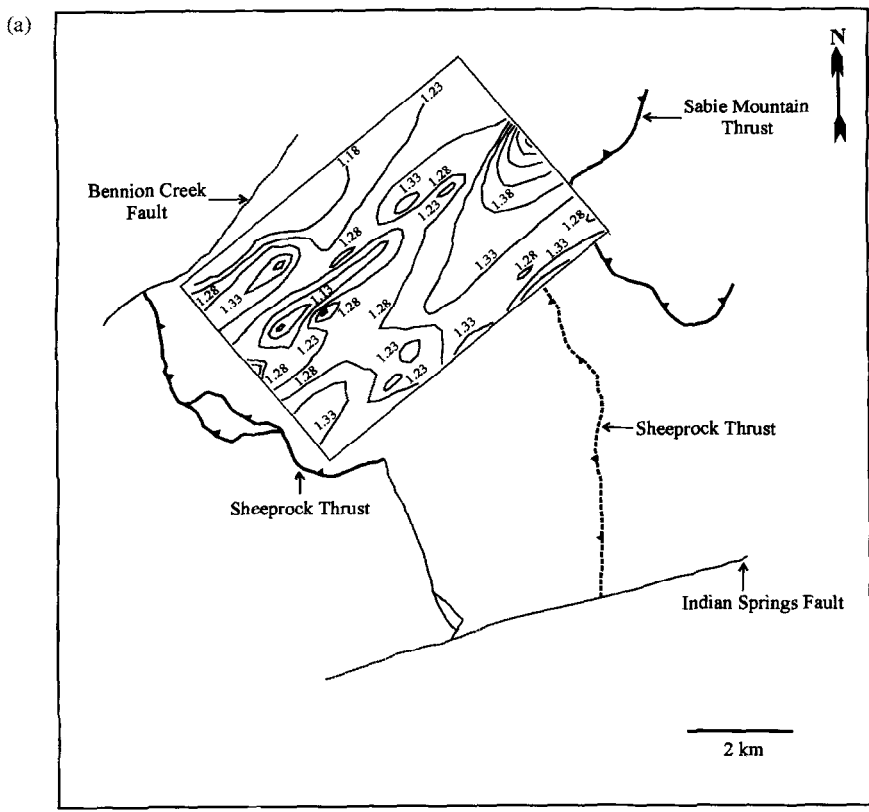 (a)
N
1.23
Sabie Mountain
Thrust
1.18
Bennion Creek
Fault
1.33
1.28
1.23
1.38
1.28
1.28
1.33
1.28
1.33
1.28
1.33
1.13
1.28
1.33
1.23
1.28
1.23
1.23
1.33
Sheeprock Thrust
Sheeprock Thrust
Indian Springs Fault
2 km